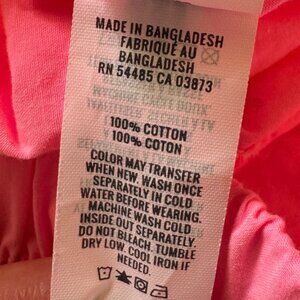 MADE IN BANGLADESH
FABRIQUÉ AU
BANGLADESH
RN 54485 CA 03873
100% COTTON
100% COTON
COLOR MAY TRANSFER
WHEN NEW. WASH ONCE
SEPARATELY IN COLD
WATER BEFORE WEARING.
MACHINE WASH COLD
INSIDE OUT SEPARATELY.
DO NOT BLEACH. TUMBLE
DRY LOW. COOL IRON IF
NEEDED.